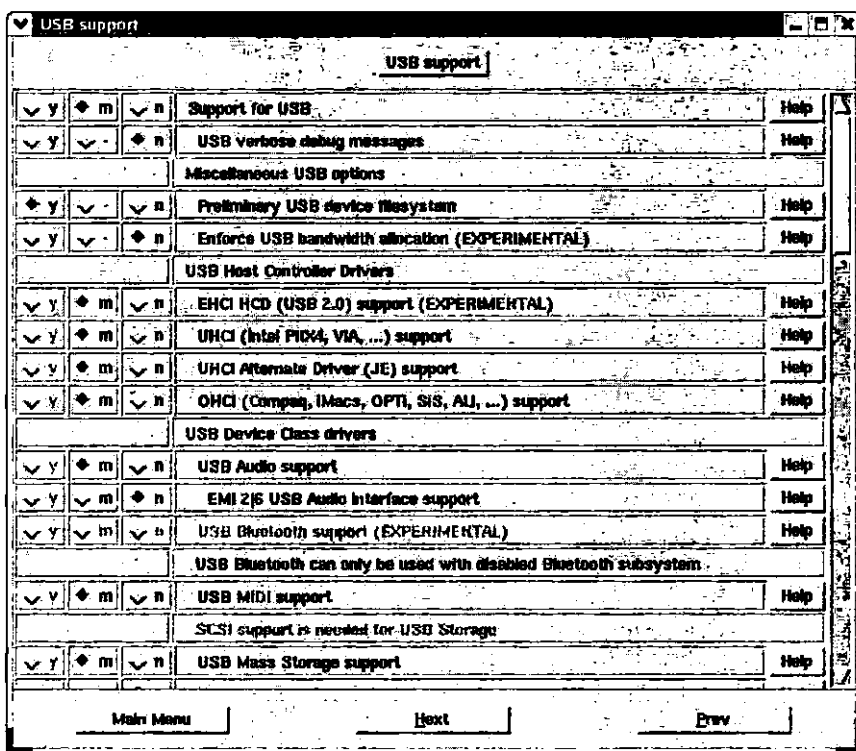 USB support
USB support
y m n Support for USB Help
y - n USB verbose debug messages Help
Miscellaneous USB options
y - n Preliminary USB device filesystem Help
y - n Enforce USB bandwidth allocation (EXPERIMENTAL) Help
USB Host Controller Drivers
y m n EHCI HCD (USB 2.0) support (EXPERIMENTAL) Help
y m n UHCI (Intel PIIX4, VIA, ...) support Help
y m n UHCI Alternate Driver (JE) support Help
y m n OHCI (Compaq, iMacs, OPTi, SiS, ALi, ...) support Help
USB Device Class drivers
y m n USB Audio support Help
y m n EMI 2|6 USB Audio interface support Help
y m n USB Bluetooth support (EXPERIMENTAL) Help
USB Bluetooth can only be used with disabled Bluetooth subsystem
y m n USB MIDI support Help
SCSI support is needed for USB Storage
y m n USB Mass Storage support Help
Main Menu Next Prev